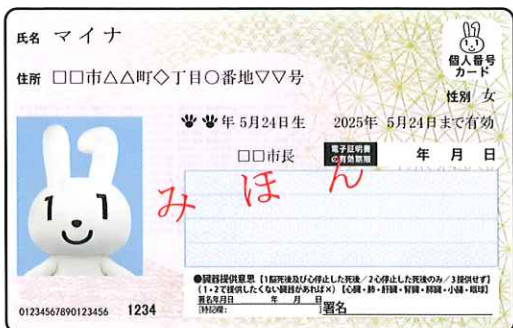 氏名 マイナ
個人番号
カード
住所 □□市△△町◇丁目○番地▽▽号
性別 女
年 5月24日生 2025年 5月24日まで有効
□□市長 電子証明書の有効期限 年 月 日
みほん
1 1
●臓器提供意思【1脳死後及び心停止した死後/2心停止した死後のみ/3提供せず】
(1・2で提供したくない臓器があれば×)【心臓・肺・肝臓・腎臓・膵臓・小腸・眼球】
署名年月日 年 月 日
[特記欄: ]署名
01234567890123456 1234